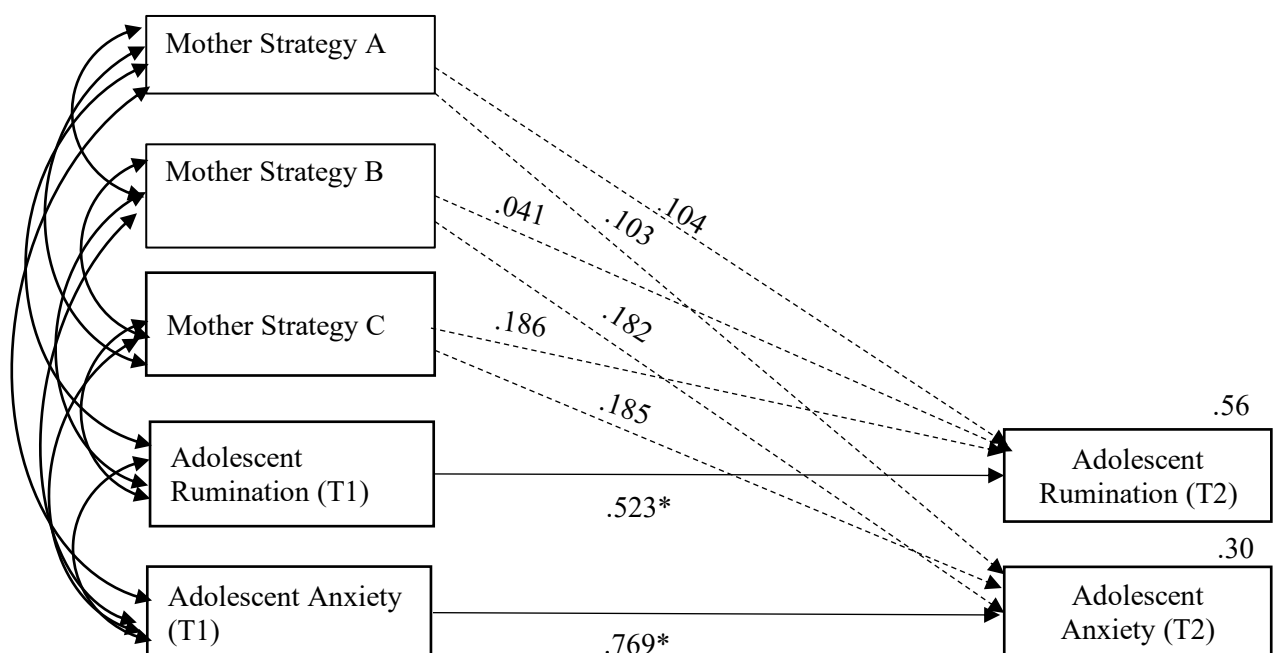 Mother Strategy A
Mother Strategy B
.041
.103
.104
Mother Strategy C
.186
.182
.185
.56
Adolescent
Rumination (T1)
Adolescent
Rumination (T2)
.523*
.30
Adolescent Anxiety
(T1)
Adolescent
Anxiety (T2)
.769*